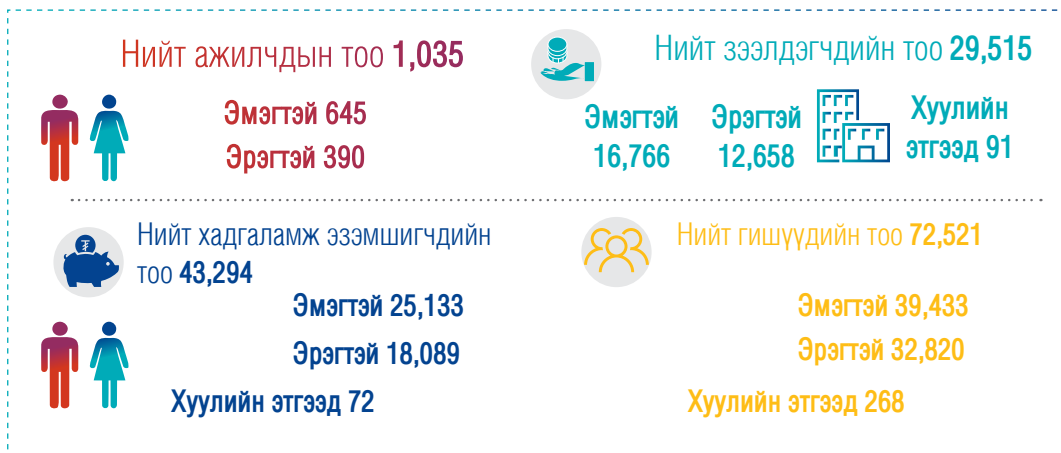 Нийт ажилчдын тоо 1,035
Эмэгтэй 645
Эрэгтэй 390
Нийт зээлдэгчдийн тоо 29,515
Эмэгтэй
16,766
Эрэгтэй
12,658
Хуулийн
этгээд 91
₮
Нийт хадгаламж эзэмшигчдийн
тоо 43,294
Эмэгтэй 25,133
Эрэгтэй 18,089
Хуулийн этгээд 72
Нийт гишүүдийн тоо 72,521
Эмэгтэй 39,433
Эрэгтэй 32,820
Хуулийн этгээд 268